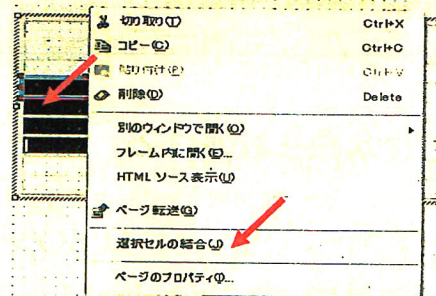 切り取り(T) Ctrl+X
コピー(C) Ctrl+C
貼り付け(P) Ctrl+V
削除(D) Delete
別のウィンドウで開く(O)
フレーム内に開く(E)...
HTML ソース表示(U)
ページ転送(G)
選択セルの結合(J)
ページのプロパティ(I)...